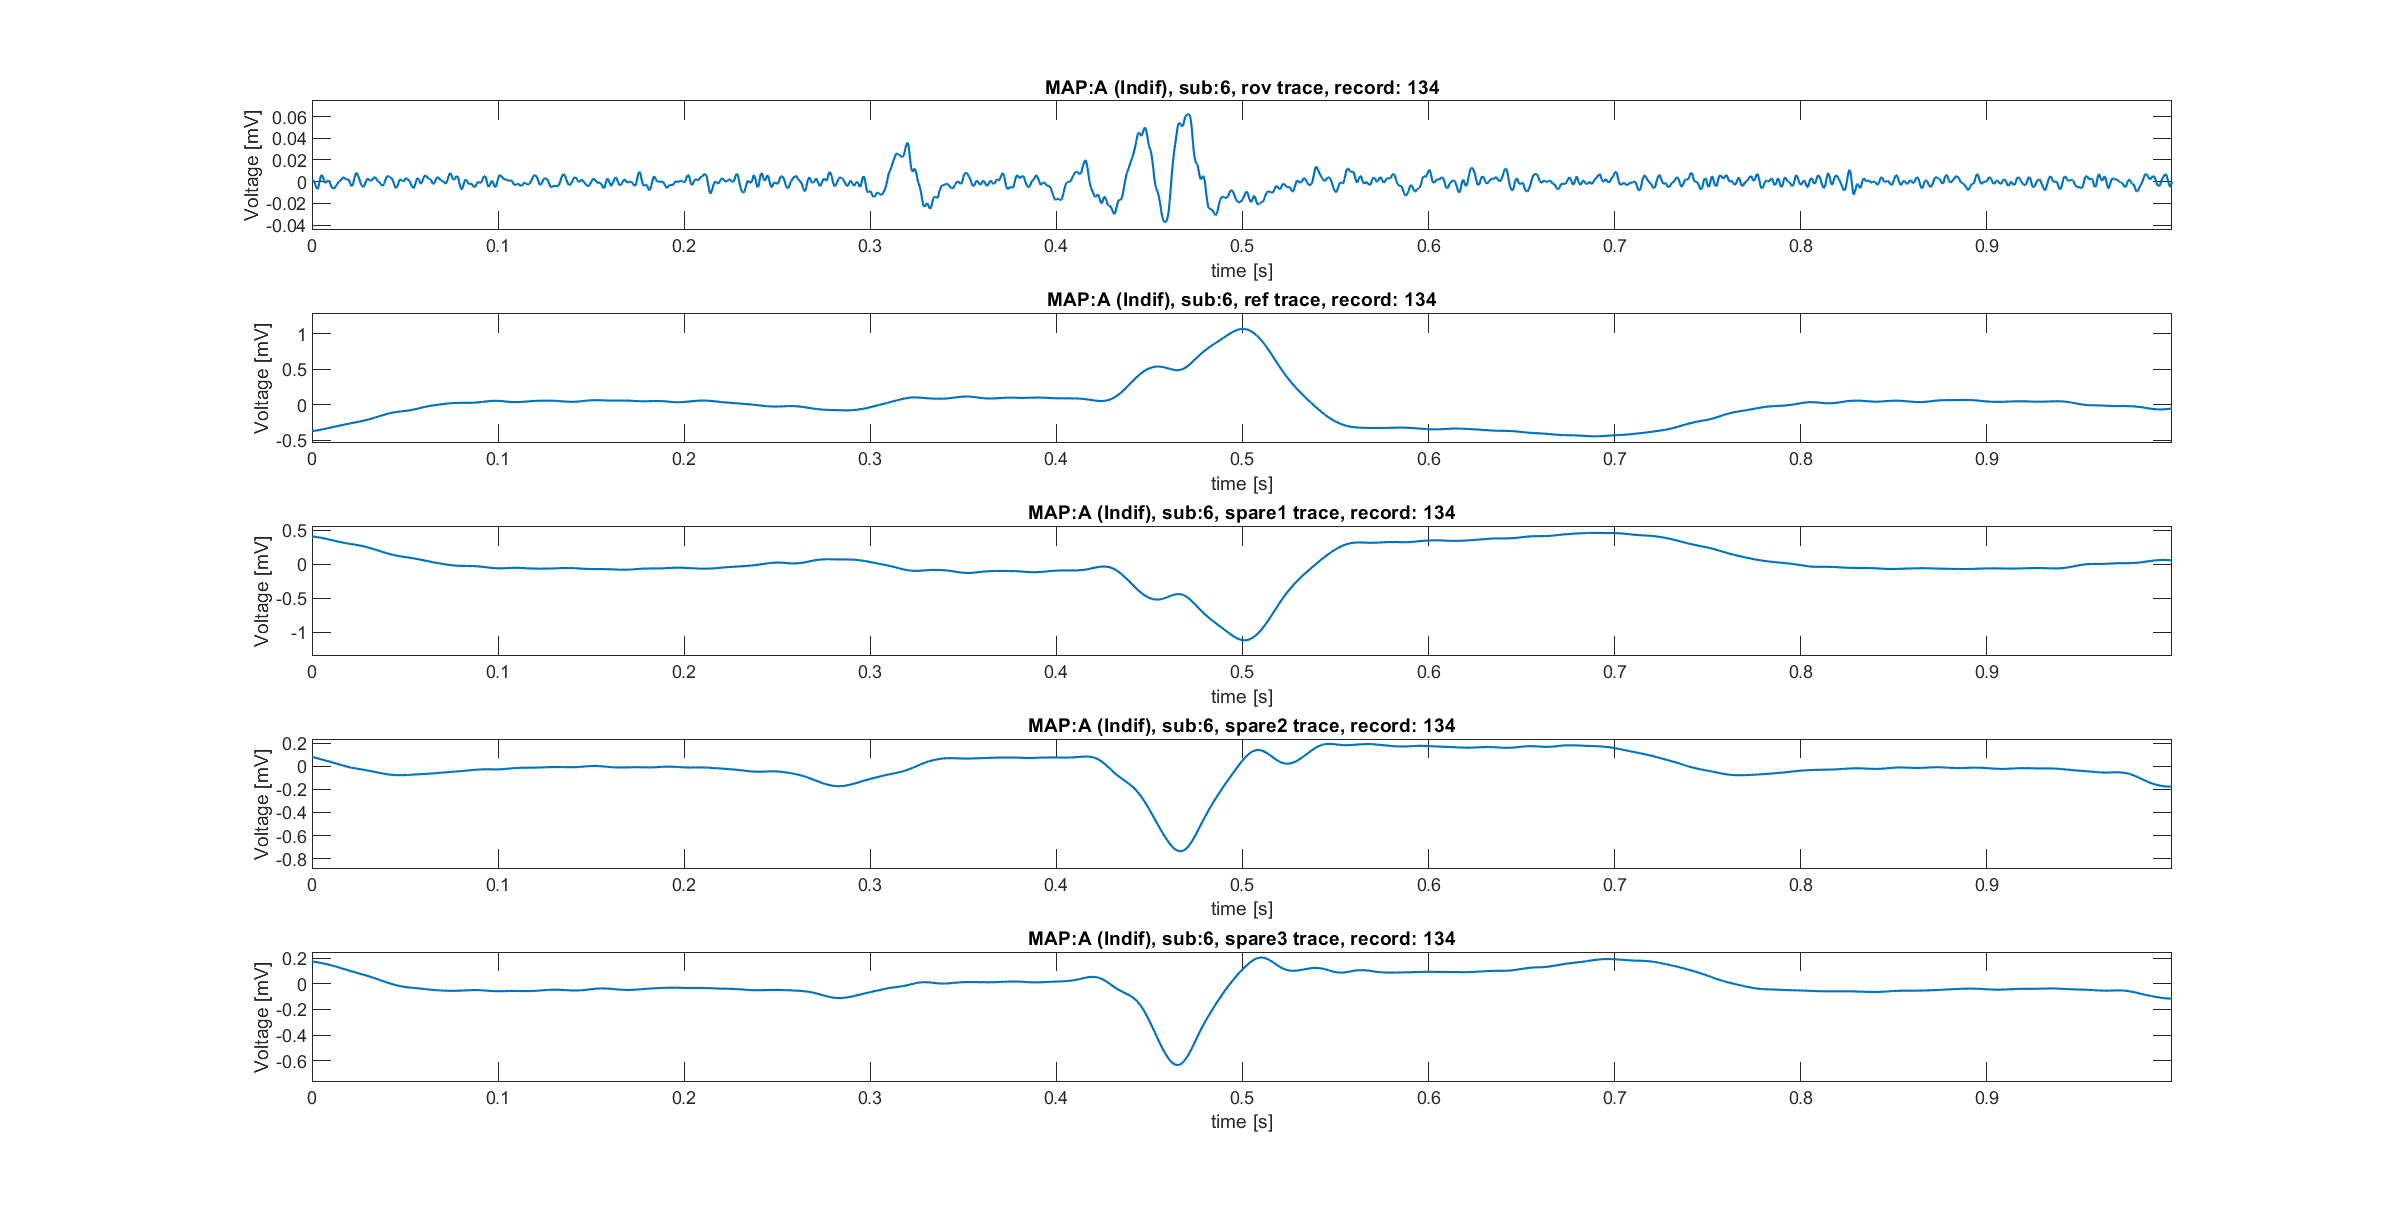 MAP:A (Indif), sub:6, rov trace, record: 134
Voltage [mV]
0.06
0.04
0.02
0
-0.02
-0.04
0 0.1 0.2 0.3 0.4 0.5 0.6 0.7 0.8 0.9
time [s]
MAP:A (Indif), sub:6, ref trace, record: 134
Voltage [mV]
1
0.5
0
-0.5
0 0.1 0.2 0.3 0.4 0.5 0.6 0.7 0.8 0.9
time [s]
MAP:A (Indif), sub:6, spare1 trace, record: 134
Voltage [mV]
0.5
0
-0.5
-1
0 0.1 0.2 0.3 0.4 0.5 0.6 0.7 0.8 0.9
time [s]
MAP:A (Indif), sub:6, spare2 trace, record: 134
Voltage [mV]
0.2
0
-0.2
-0.4
-0.6
-0.8
0 0.1 0.2 0.3 0.4 0.5 0.6 0.7 0.8 0.9
time [s]
MAP:A (Indif), sub:6, spare3 trace, record: 134
Voltage [mV]
0.2
0
-0.2
-0.4
-0.6
0 0.1 0.2 0.3 0.4 0.5 0.6 0.7 0.8 0.9
time [s]